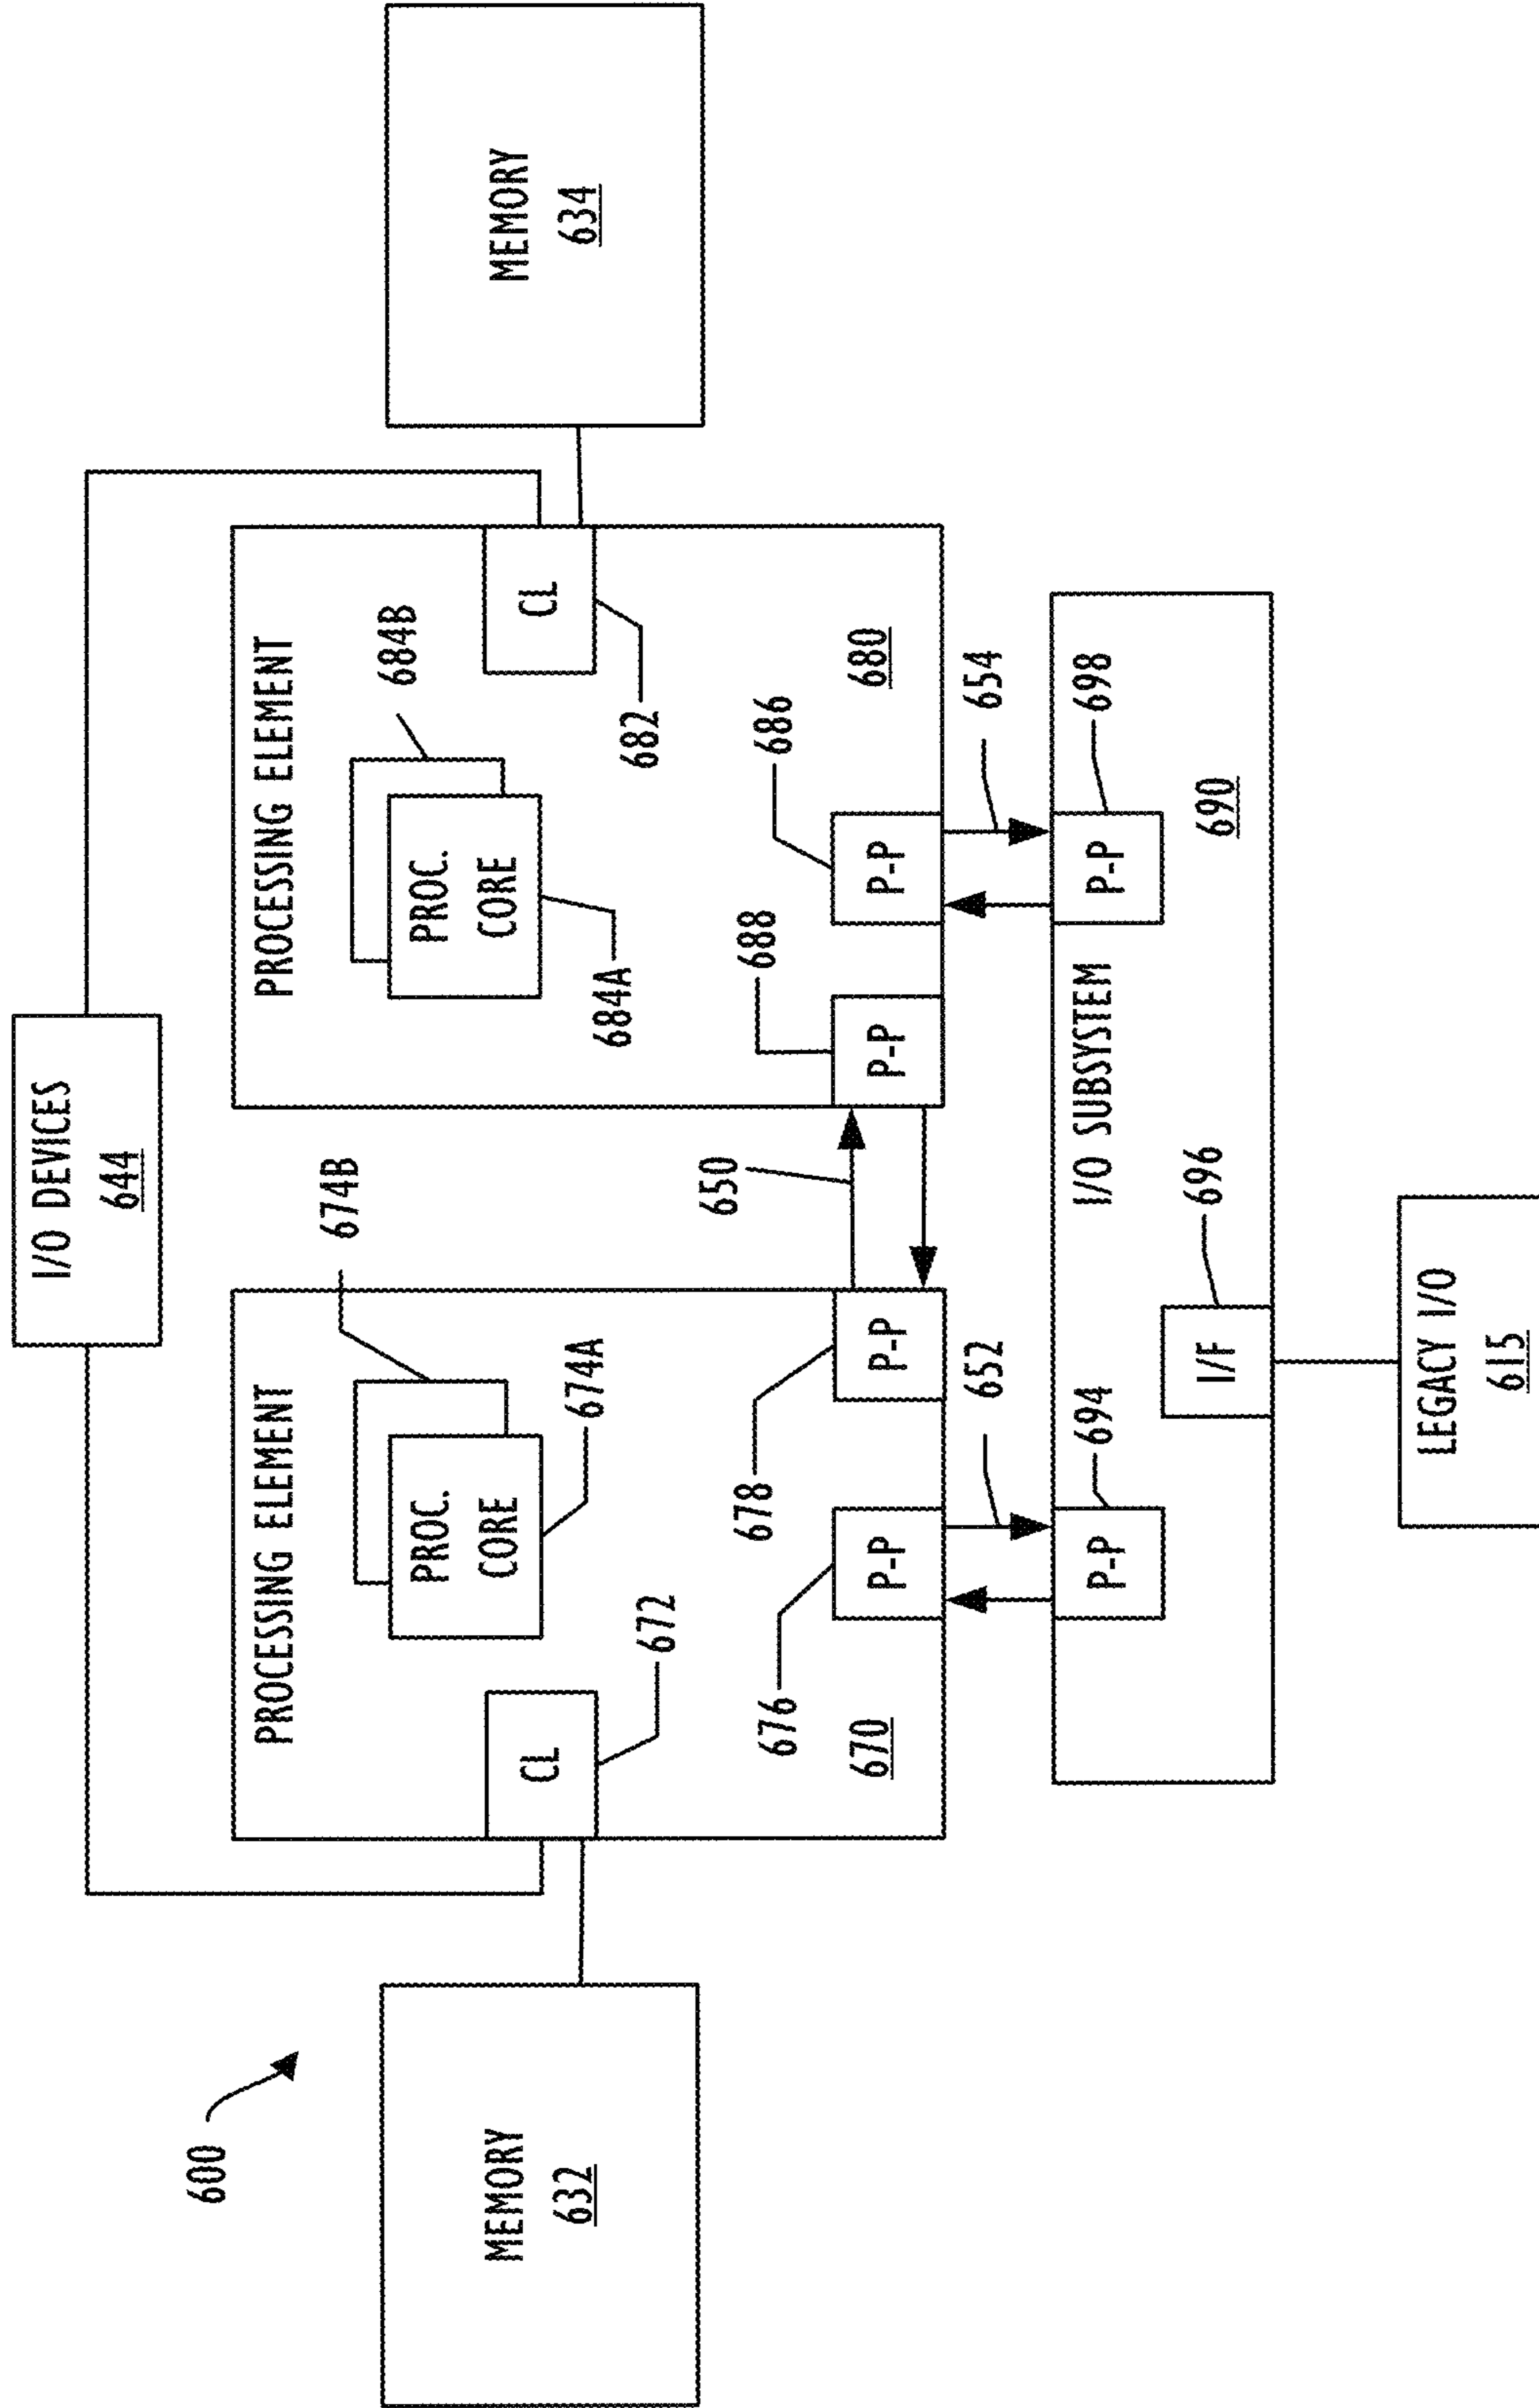 600
I/O DEVICES
644
MEMORY
632
PROCESSING ELEMENT
CL
672
PROC.
CORE
674A
674B
676
P-P
678
P-P
670
650
PROCESSING ELEMENT
PROC.
CORE
684A
684B
CL
682
688
P-P
686
P-P
680
MEMORY
634
652
654
694
P-P
I/O SUBSYSTEM
P-P
698
690
I/F
696
LEGACY I/O
615